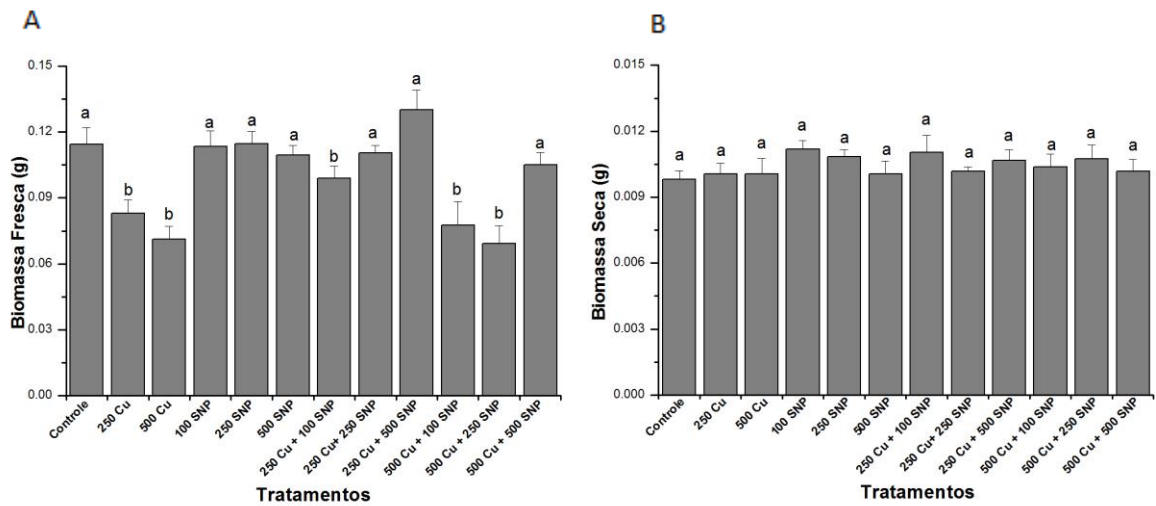 A
Biomassa Fresca (g)
0.15
0.12
0.09
0.06
0.03
0.00
a
b
b
a
a
a
b
a
a
b
b
a
Controle
250 Cu
500 Cu
100 SNP
250 SNP
500 SNP
250 Cu + 100 SNP
250 Cu+ 250 SNP
250 Cu + 500 SNP
500 Cu + 100 SNP
500 Cu + 250 SNP
500 Cu + 500 SNP
Tratamentos
B
Biomassa Seca (g)
0.015
0.012
0.009
0.006
0.003
0.000
a
a
a
a
a
a
a
a
a
a
a
a
Controle
250 Cu
500 Cu
100 SNP
250 SNP
500 SNP
250 Cu + 100 SNP
250 Cu+ 250 SNP
250 Cu + 500 SNP
500 Cu + 100 SNP
500 Cu + 250 SNP
500 Cu + 500 SNP
Tratamentos